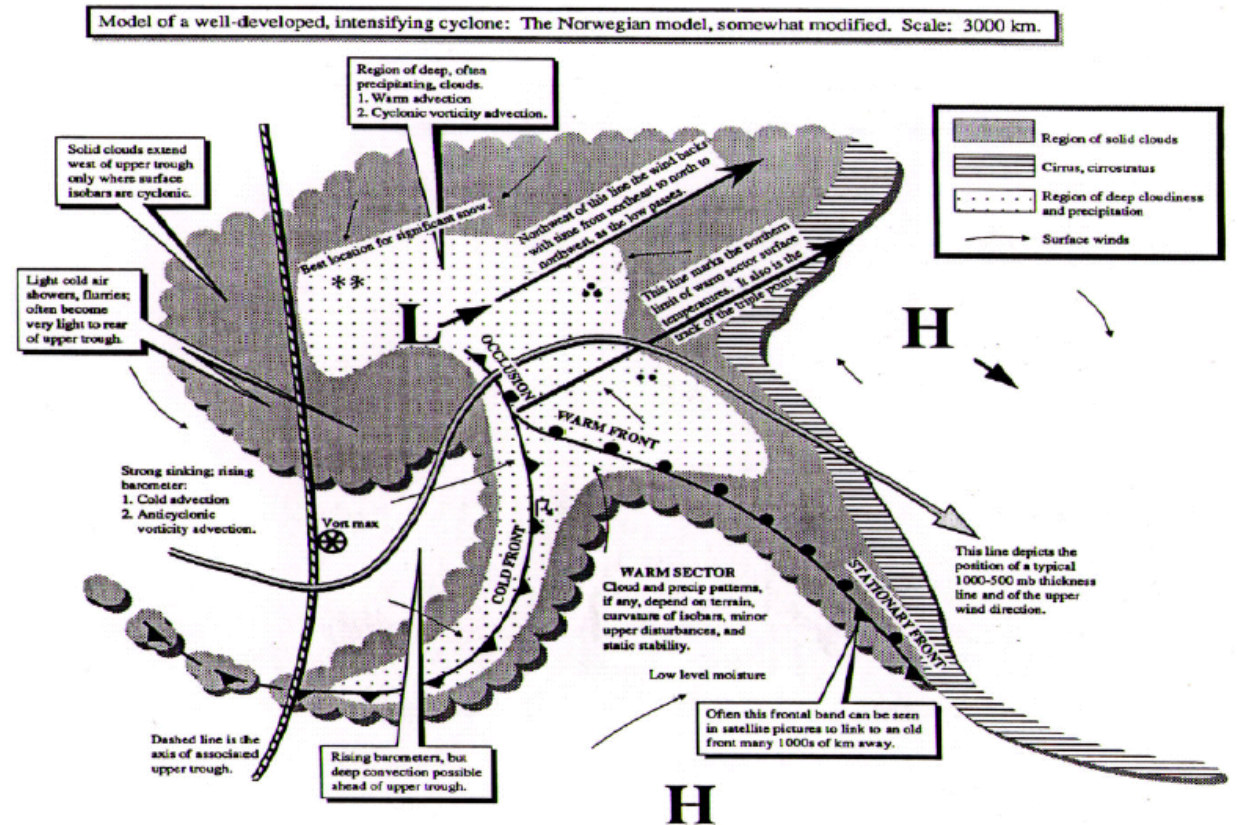 Model of a well-developed, intensifying cyclone: The Norwegian model, somewhat modified. Scale: 3000 km.
Region of deep, often
precipitating, clouds.
1. Warm advection
2. Cyclonic vorticity advection.
Solid clouds extend
west of upper trough
only where surface
isobars are cyclonic.
Region of solid clouds
Cirrus, cirrostratus
Region of deep cloudiness
and precipitation
Surface winds
Best location for significant snow.
Northwest of this line the wind backs
with time from northeast to north to
northwest, as the low passes.
This line marks the northern
limit of warm sector surface
temperatures. It also is the
track of the triple point.
Light cold air
showers, flurries;
often become
very light to rear
of upper trough.
L
H
OCCLUSION
WARM FRONT
Strong sinking; rising
barometer:
1. Cold advection
2. Anticyclonic
vorticity advection.
Vort max
COLD FRONT
WARM SECTOR
Cloud and precip patterns,
if any, depend on terrain,
curvature of isobars, minor
upper disturbances, and
static stability.
STATIONARY FRONT
This line depicts the
position of a typical
1000-500 mb thickness
line and of the upper
wind direction.
Low level moisture
Often this frontal band can be seen
in satellite pictures to link to an old
front many 1000s of km away.
Dashed line is the
axis of associated
upper trough.
Rising barometers, but
deep convection possible
ahead of upper trough.
H